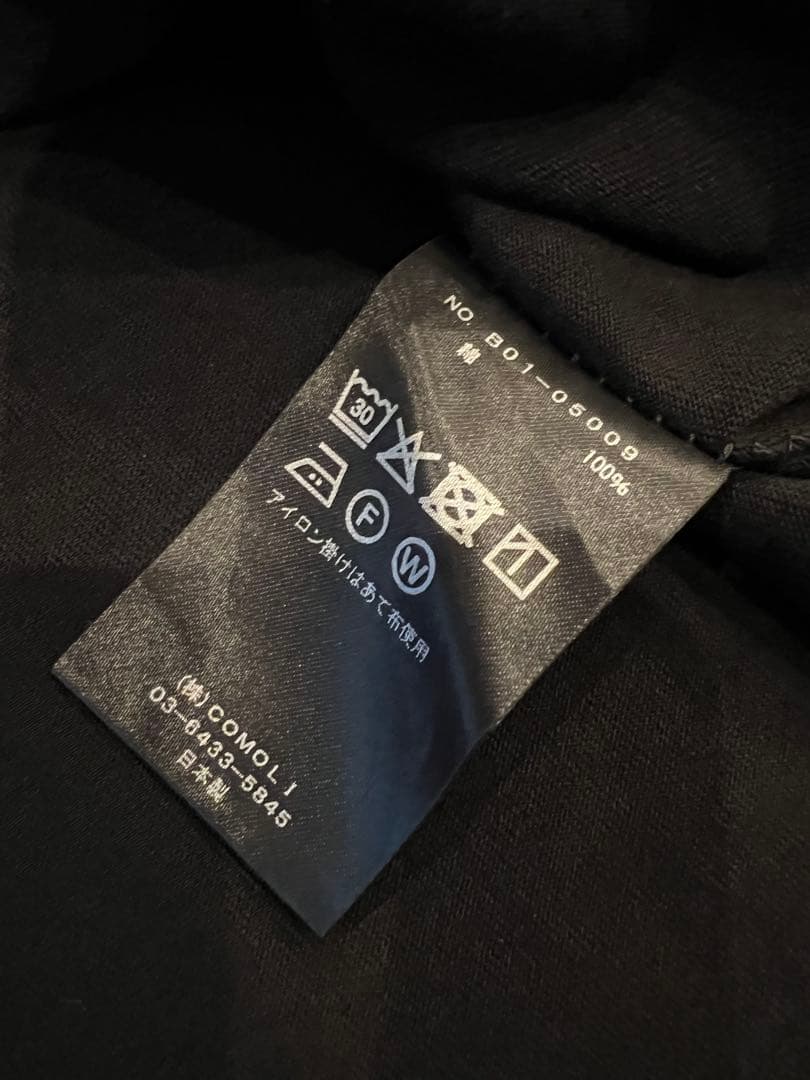 NO. B01-05009
綿 100%
30
F W
アイロン掛けはあて布使用
(株)COMOLI
03-6433-5845
日本製